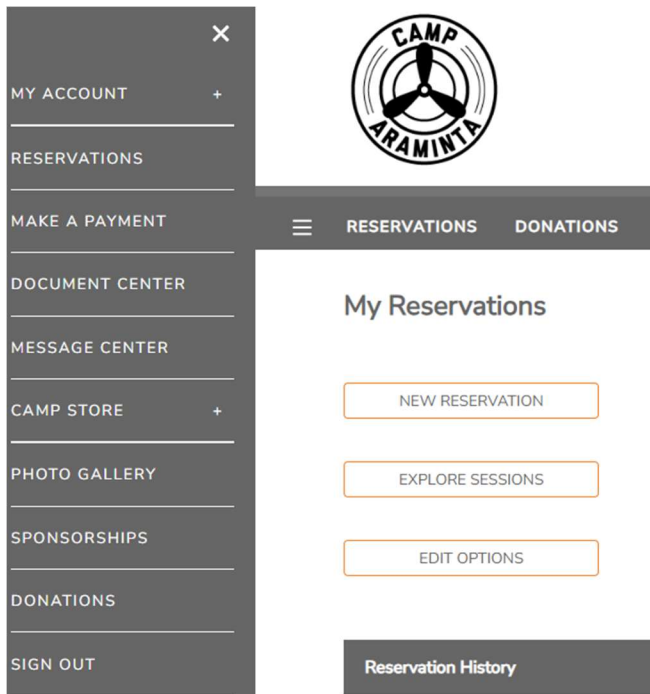 ×
MY ACCOUNT +
RESERVATIONS
MAKE A PAYMENT
DOCUMENT CENTER
MESSAGE CENTER
CAMP STORE +
PHOTO GALLERY
SPONSORSHIPS
DONATIONS
SIGN OUT
CAMP
ARAMINTA
RESERVATIONS DONATIONS
My Reservations
NEW RESERVATION
EXPLORE SESSIONS
EDIT OPTIONS
Reservation History